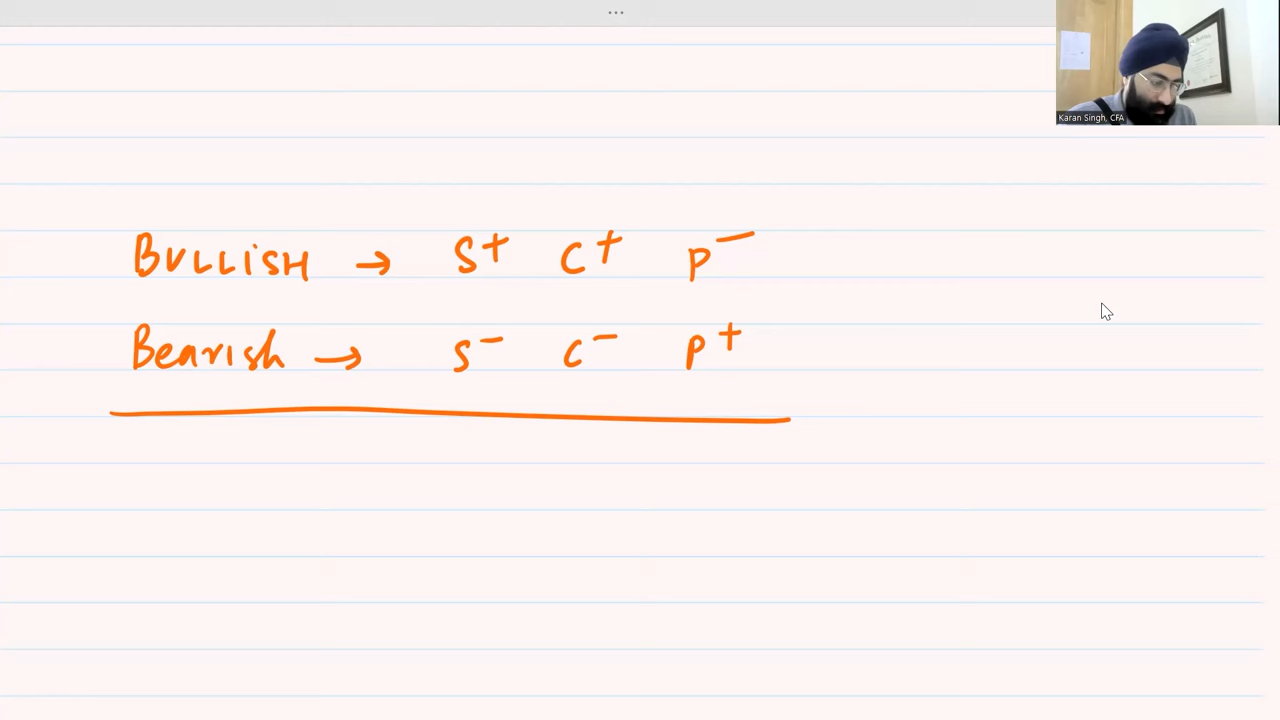 ...
Karan Singh, CFA
BULLISH → S⁺ C⁺ P⁻
Bearish → S⁻ C⁻ P⁺